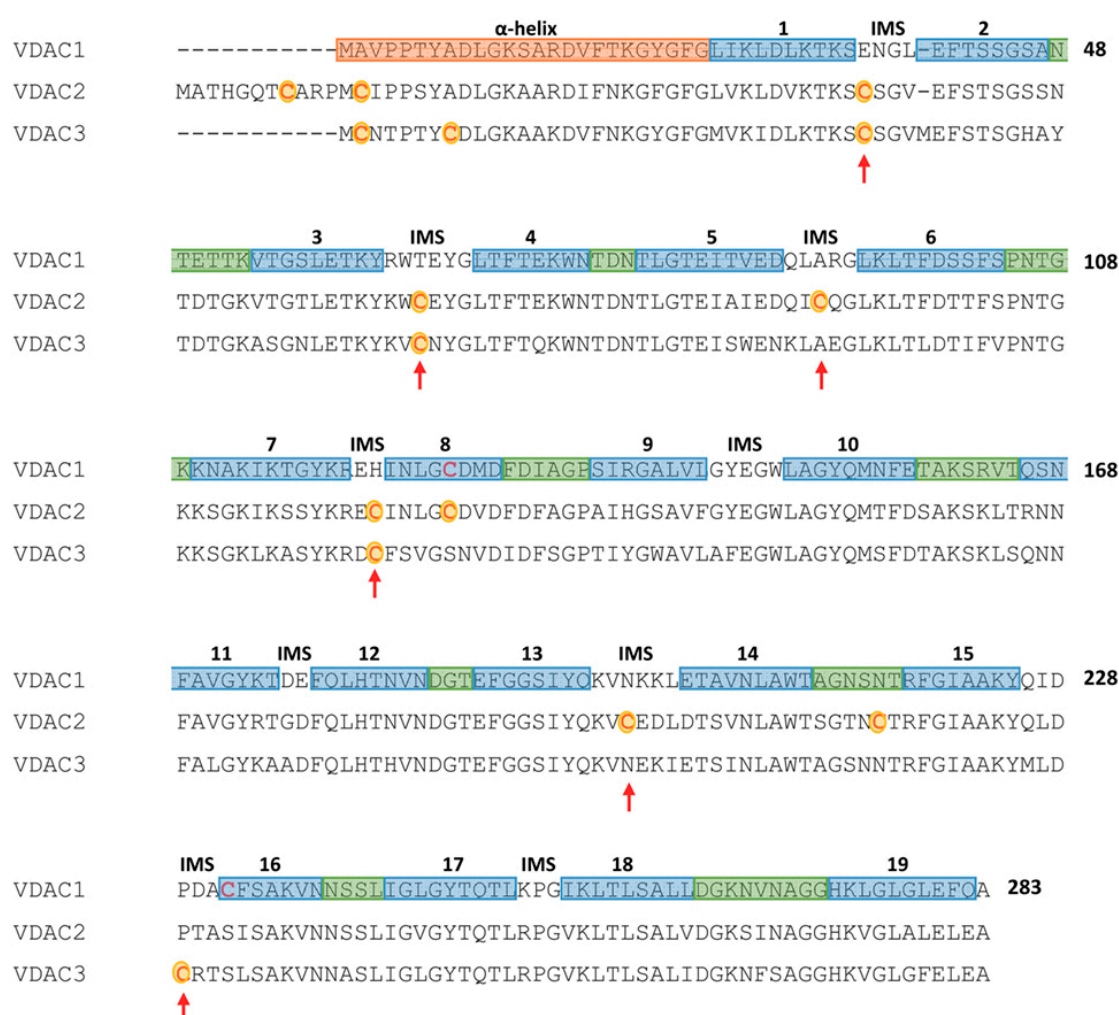 α-helix 1 IMS 2
VDAC1 -----------MAVPPTYADLGKSARDVFTKGYGFGLIKLDLKTKSENGL-EFTSSGSAN 48
VDAC2 MATHGQTCARPMCIPPSYADLGKAARDIFNKGFGFGLVKLDVKTKSCSGV-EFSTSGSSN
VDAC3 -----------MCNTPTYCDLGKAAKDVFNKGYGFGMVKIDLKTKSCSGVMEFSTSGHAY
3 IMS 4 5 IMS 6
VDAC1 TETTKVTGSLETKYRWTEYGLTFTEKWNTDNTLGTEITVEDQLARGLKLTFDSSFSPNTG 108
VDAC2 TDTGKVTGTLETKYKWCEYGLTFTEKWNTDNTLGTEIAIEDQICQGLKLTFDTTFSPNTG
VDAC3 TDTGKASGNLETKYKVCNYGLTFTQKWNTDNTLGTEISWENKLAEGLKLTLDTIFVPNTG
7 IMS 8 9 IMS 10
VDAC1 KKNAKIKTGYKREHINLGCDMDFDIAGPSIRGALVLGYEGWLAGYQMNFETAKSRVTQSN 168
VDAC2 KKSGKIKSSYKRECINLGCDVDFDFAGPAIHGSAVFGYEGWLAGYQMTFDSAKSKLTRNN
VDAC3 KKSGKLKASYKRDCFSVGSNVDIDFSGPTIYGWAVLAFEGWLAGYQMSFDTAKSKLSQNN
11 IMS 12 13 IMS 14 15
VDAC1 FAVGYKTDEFQLHTNVNDGTEFGGSIYQKVNKKLETAVNLAWTAGNSNTRFGIAAKYQID 228
VDAC2 FAVGYRTGDFQLHTNVNDGTEFGGSIYQKVCEDLDTSVNLAWTSGTNCTRFGIAAKYQLD
VDAC3 FALGYKAADFQLHTHVNDGTEFGGSIYQKVNEKIETSINLAWTAGSNNTRFGIAAKYMLD
IMS 16 17 IMS 18 19
VDAC1 PDACFSAKVNNSSLIGLGYTQTLKPGIKLTLSALLDGKNVNAGGHKLGLGLEFQA 283
VDAC2 PTASISAKVNNSSLIGVGYTQTLRPGVKLTLSALVDGKSINAGGHKVGLALELEA
VDAC3 CRTSLSAKVNNASLIGLGYTQTLRPGVKLTLSALIDGKNFSAGGHKVGLGFELEA